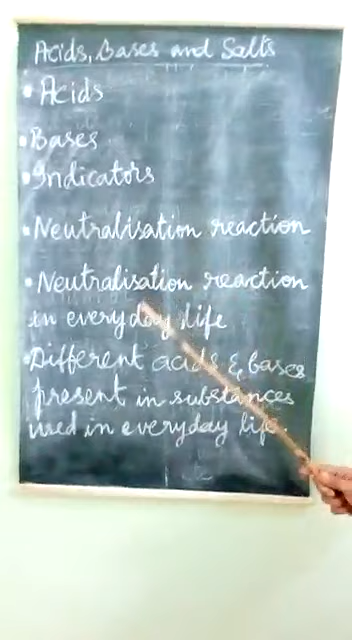 Acids, Bases and Salts
• Acids
• Bases
• Indicators
• Neutralisation reaction
• Neutralisation reaction
in everyday life
• Different acids & bases
present in substances
used in everyday life.